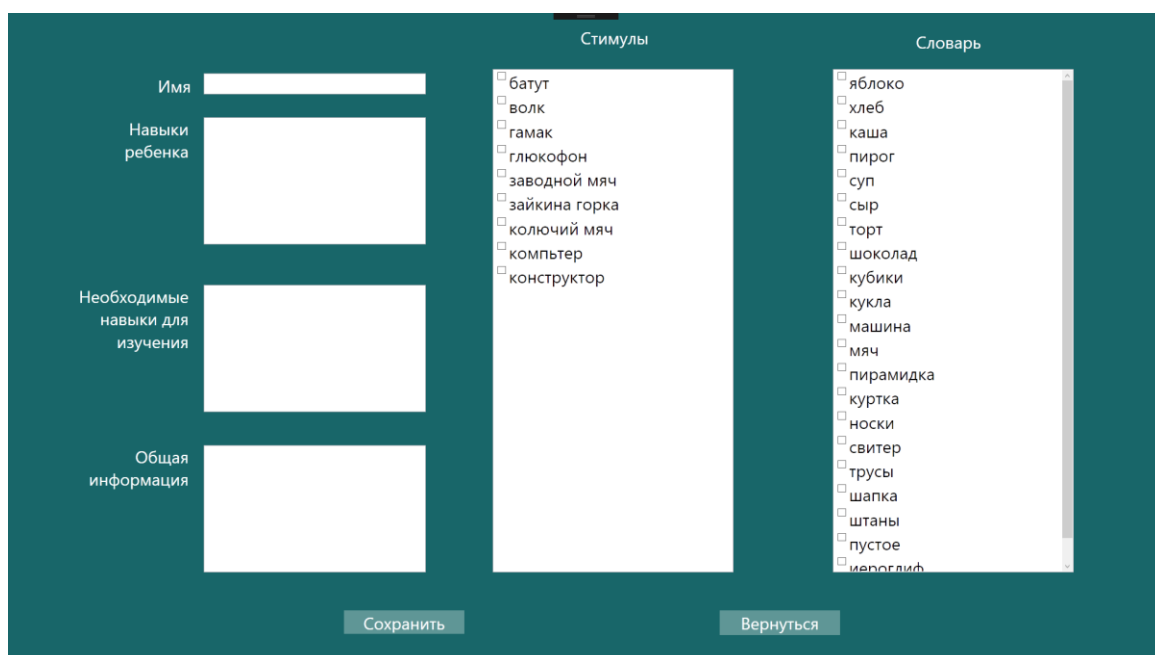 Стимулы
Словарь
Имя
Навыки
ребенка
Необходимые
навыки для
изучения
Общая
информация
батут
волк
гамак
глюкофон
заводной мяч
зайкина горка
колючий мяч
компьтер
конструктор
яблоко
хлеб
каша
пирог
суп
сыр
торт
шоколад
кубики
кукла
машина
мяч
пирамидка
куртка
носки
свитер
трусы
шапка
штаны
пустое
иероглиф
Сохранить
Вернуться